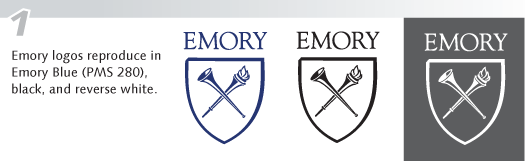 1
Emory logos reproduce in
Emory Blue (PMS 280),
black, and reverse white.
EMORY
EMORY
EMORY